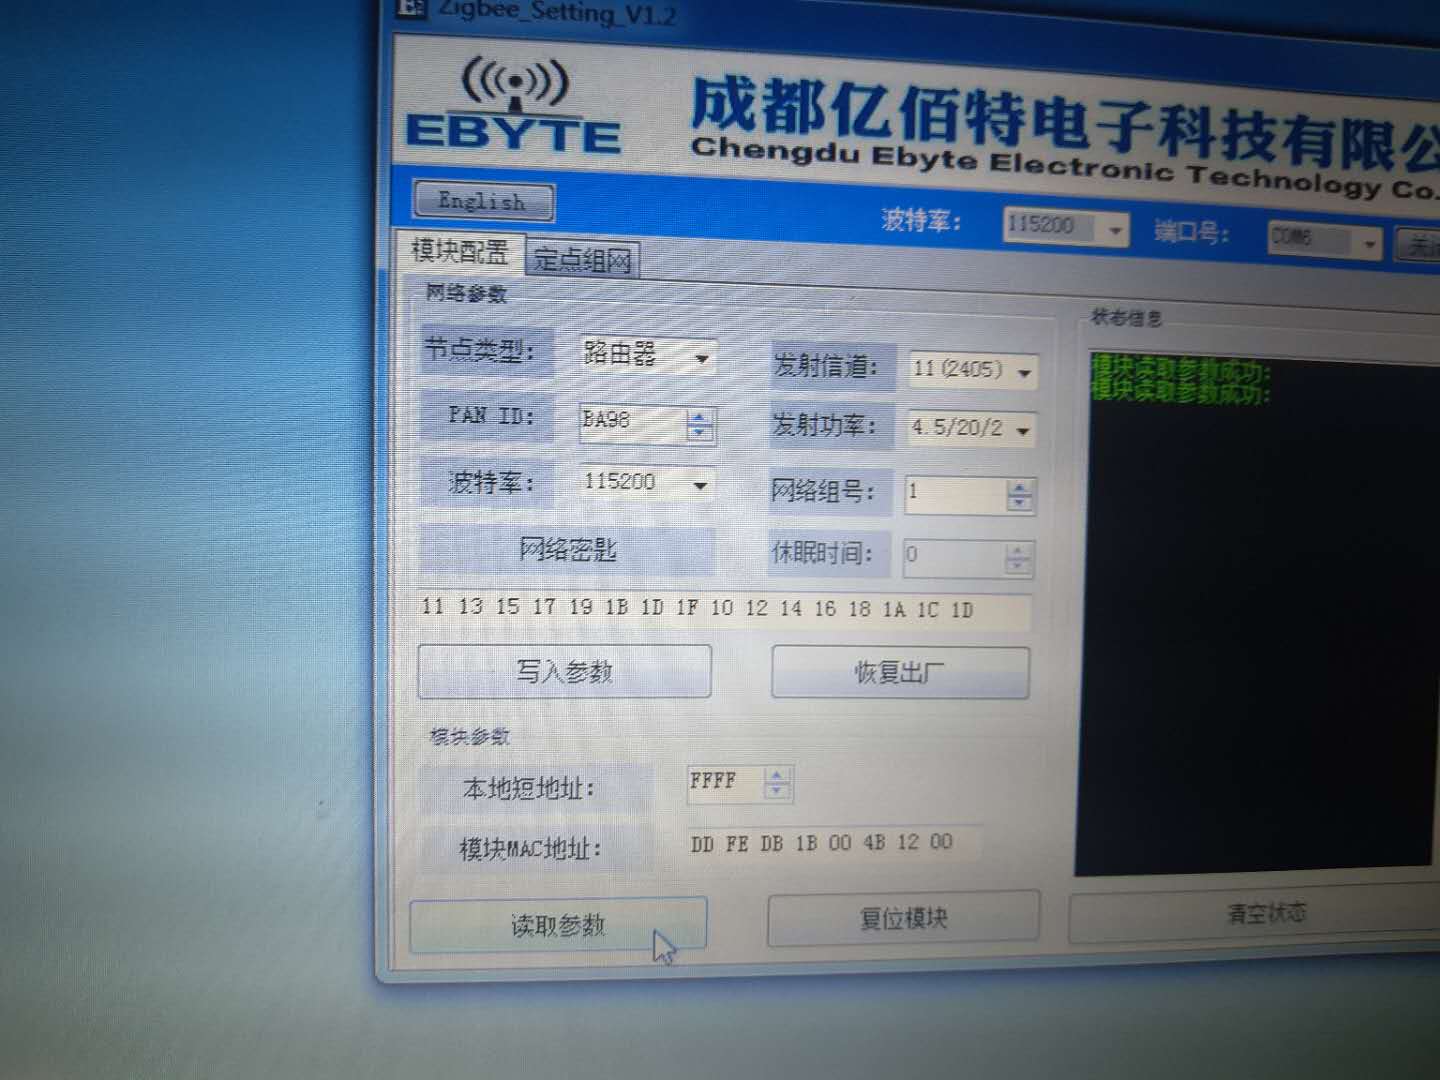 Zigbee_Setting_V1.2
EBYTE
成都亿佰特电子科技有限公
Chengdu Ebyte Electronic Technology Co.
English
波特率: 115200 端口号: COM6
模块配置 定点组网
网络参数
节点类型: 路由器 发射信道: 11(2405)
PAN ID: BA98 发射功率: 4.5/20/2
波特率: 115200 网络组号: 1
网络密匙 休眠时间: 0
11 13 15 17 19 1B 1D 1F 10 12 14 16 18 1A 1C 1D
写入参数 恢复出厂
模块参数
本地短地址: FFFF
模块MAC地址: DD FE DB 1B 00 4B 12 00
读取参数 复位模块 清空状态
状态信息
模块读取参数成功:
模块读取参数成功: